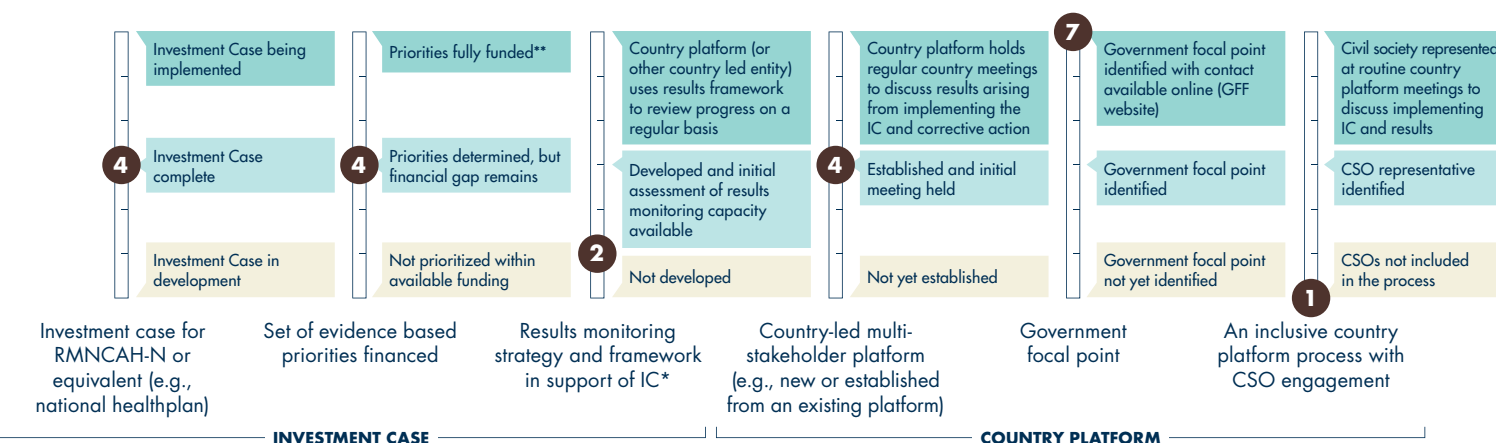 Investment Case being
implemented
4
Investment Case
complete
Investment Case in
development
Investment case for
RMNCAH-N or
equivalent (e.g.,
national healthplan)
Priorities fully funded**
4
Priorities determined, but
financial gap remains
Not prioritized within
available funding
Set of evidence based
priorities financed
Country platform (or
other country led entity)
uses results framework
to review progress on a
regular basis
Developed and initial
assessment of results
monitoring capacity
available
2
Not developed
Results monitoring
strategy and framework
in support of IC*
INVESTMENT CASE
Country platform holds
regular country meetings
to discuss results arising
from implementing the
IC and corrective action
4
Established and initial
meeting held
Not yet established
Country-led multi-
stakeholder platform
(e.g., new or established
from an existing platform)
7
Government focal point
identified with contact
available online (GFF
website)
Government focal point
identified
Government focal point
not yet identified
Government
focal point
Civil society represented
at routine country
platform meetings to
discuss implementing
IC and results
CSO representative
identified
CSOs not included
in the process
1
An inclusive country
platform process with
CSO engagement
COUNTRY PLATFORM